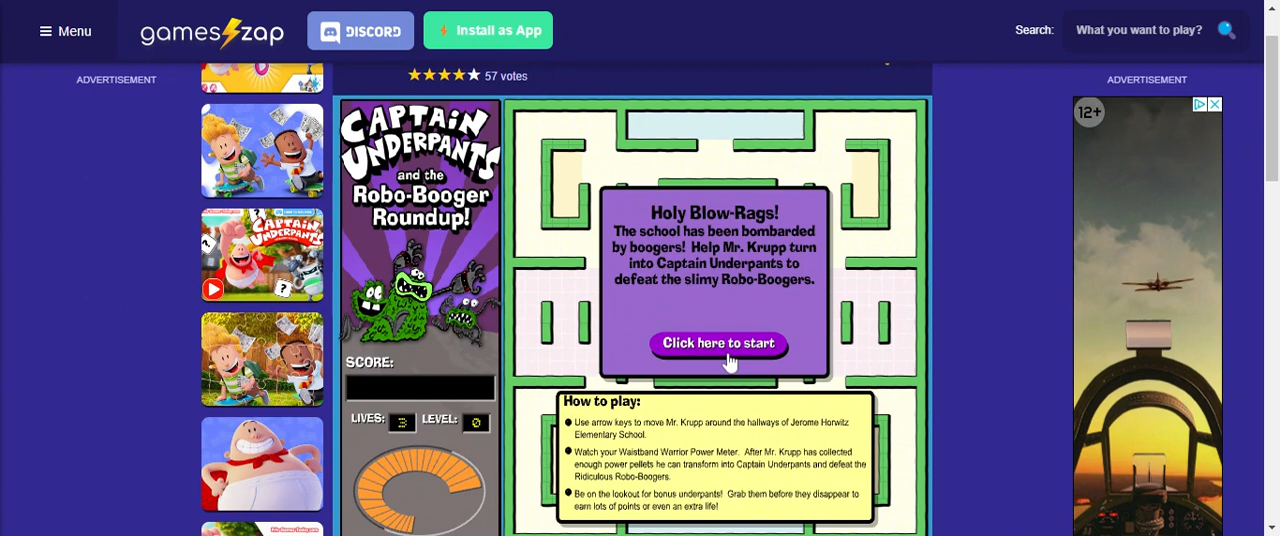 Menu
games zap
DISCORD
Install as App
Search:
What you want to play?
ADVERTISEMENT
57 votes
ADVERTISEMENT
12+
CAPTAIN
UNDERPANTS
and the
Robo-Booger
Roundup!
Holy Blow-Rags!
The school has been bombarded
by boogers! Help Mr. Krupp turn
into Captain Underpants to
defeat the slimy Robo-Boogers.
Click here to start
CAPTAIN
UNDERPANTS
SCORE:
LIVES: 3 LEVEL: 0
How to play:
Use arrow keys to move Mr. Krupp around the hallways of Jerome Horwitz
Elementary School.
Watch your Waistband Warrior Power Meter. After Mr. Krupp has collected
enough power pellets he can transform into Captain Underpants and defeat the
Ridiculous Robo-Boogers.
Be on the lookout for bonus underpants! Grab them before they disappear to
earn lots of points or even an extra life!